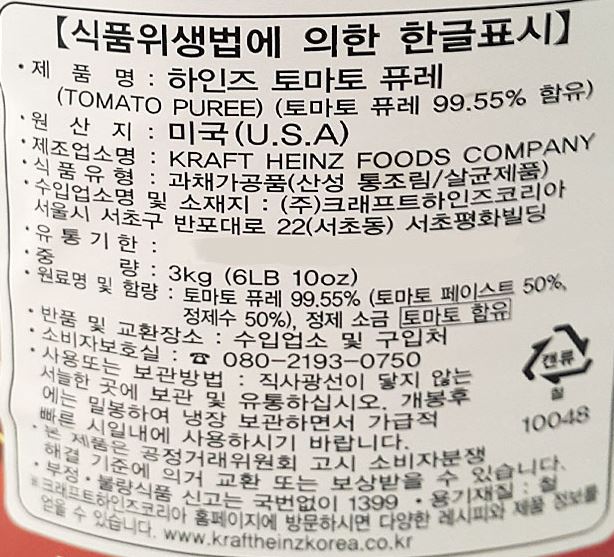 【식품위생법에 의한 한글표시】
·제 품 명 : 하인즈 토마토 퓨레
(TOMATO PUREE) (토마토 퓨레 99.55% 함유)
·원 산 지 : 미국(U.S.A)
·제조업소명 : KRAFT HEINZ FOODS COMPANY
·식품유형 : 과채가공품(산성 통조림/살균제품)
·수입업소명 및 소재지 : (주)크래프트하인즈코리아
서울시 서초구 반포대로 22(서초동) 서초평화빌딩
·유통기한 :
·중 량 : 3kg (6LB 10oz)
·원료명 및 함량 : 토마토 퓨레 99.55% (토마토 페이스트 50%,
정제수 50%), 정제 소금 토마토 함유
·반품 및 교환장소 : 수입업소 및 구입처
·소비자보호실 : ☎ 080-2193-0750
·사용또는 보관방법 : 직사광선이 닿지 않는
서늘한 곳에 보관 및 유통하십시오. 개봉후
에는 밀봉하여 냉장 보관하면서 가급적
빠른 시일내에 사용하시기 바랍니다.
캔류
철
10048
·본 제품은 공정거래위원회 고시 소비자분쟁
해결 기준에 의거 교환 또는 보상받을 수 있습니다.
·부정·불량식품 신고는 국번없이 1399 ·용기재질 : 철
※크래프트하인즈코리아 홈페이지에 방문하시면 다양한 레시피와 제품 정보를
얻을 수 있습니다. www.kraftheinzkorea.co.kr